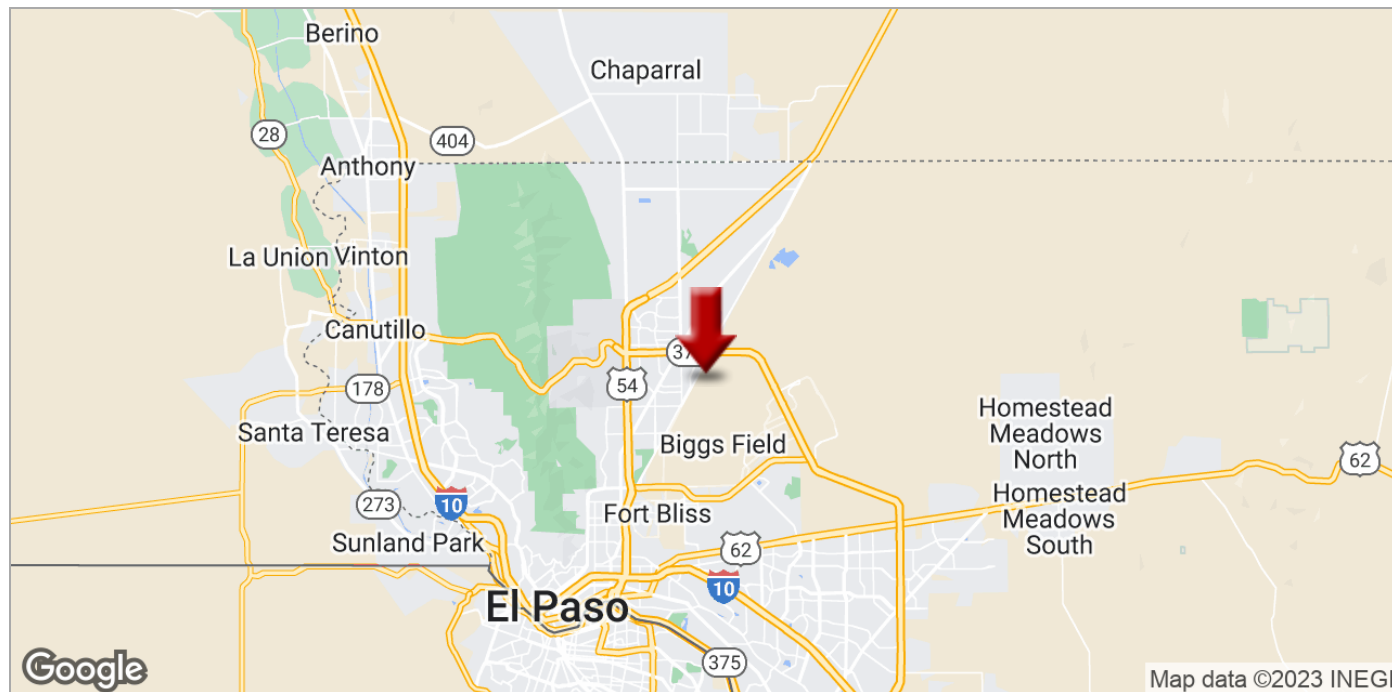 Berino
Chaparral
28
404
Anthony
La Union
Vinton
Canutillo
37
54
178
Homestead
Meadows
North
Santa Teresa
Biggs Field
62
10
273
Homestead
Meadows
South
Fort Bliss
Sunland Park
62
10
El Paso
375
Google
Map data ©2023 INEGI